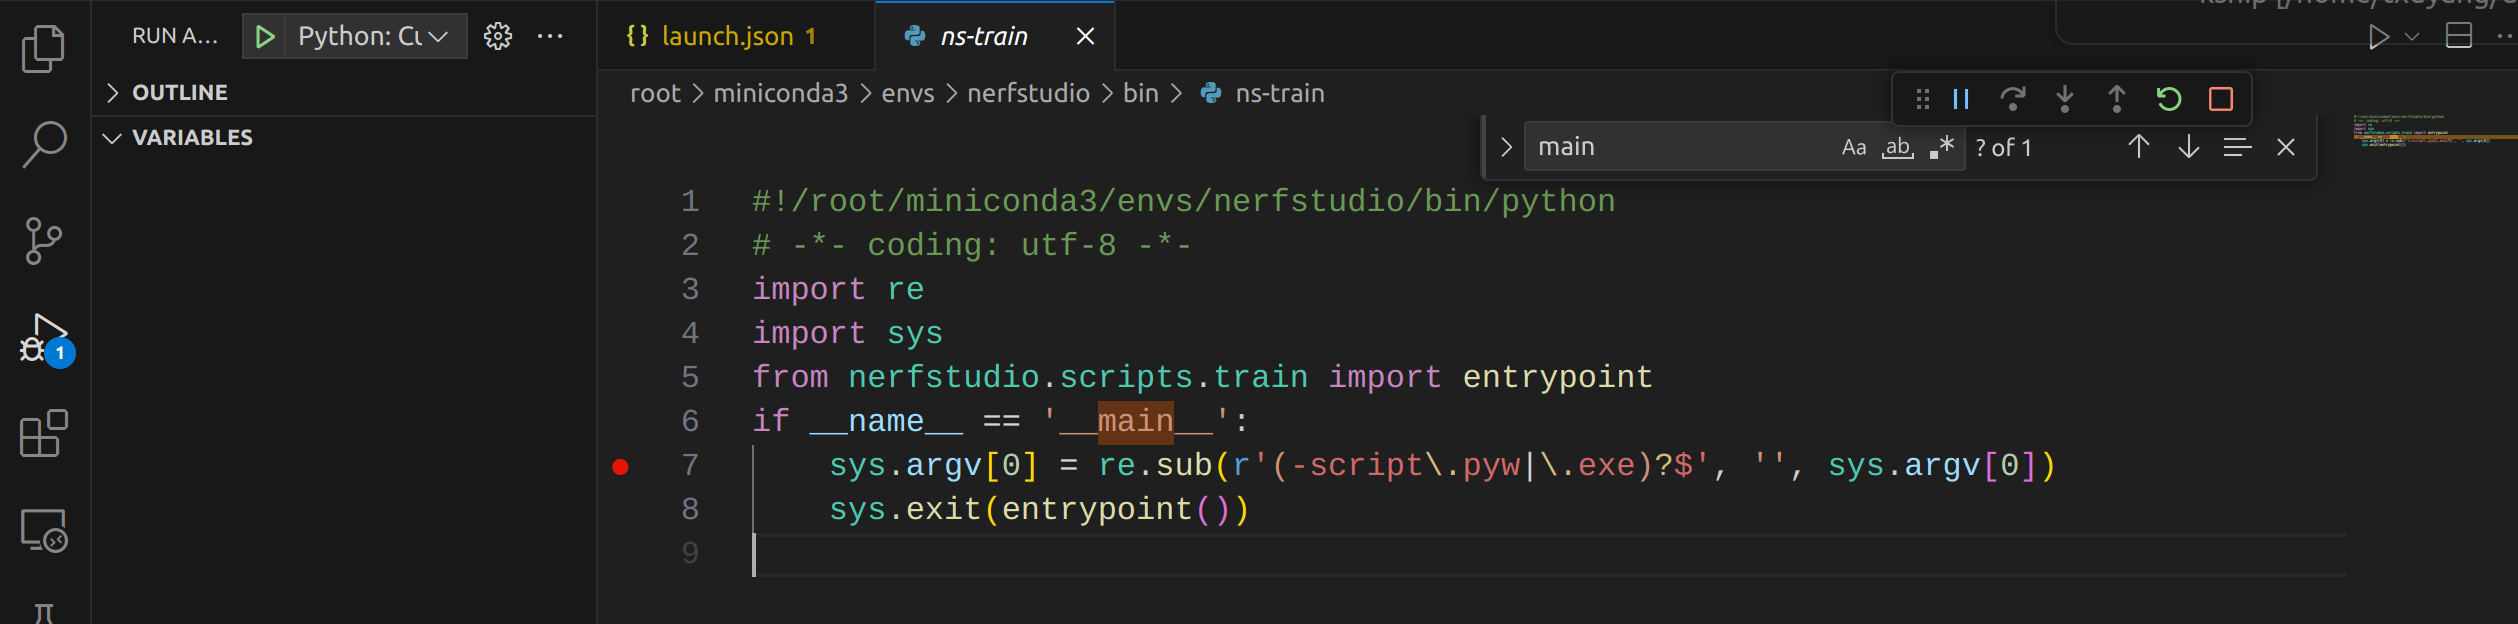 RUN A... Python: Cu
OUTLINE
VARIABLES
1
launch.json 1
ns-train
root > miniconda3 > envs > nerfstudio > bin > ns-train
main Aa ab .* ? of 1
1 #!/root/miniconda3/envs/nerfstudio/bin/python
2 # -*- coding: utf-8 -*-
3 import re
4 import sys
5 from nerfstudio.scripts.train import entrypoint
6 if __name__ == '__main__':
7 sys.argv[0] = re.sub(r'(-script\.pyw|\.exe)?$', '', sys.argv[0])
8 sys.exit(entrypoint())
9